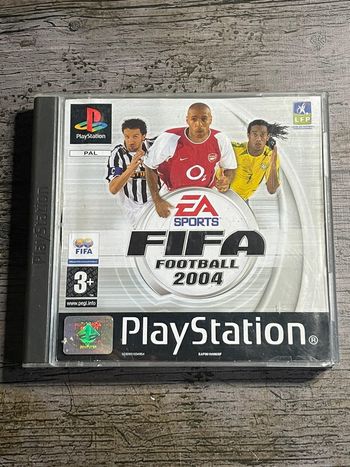 PlayStation
PAL
LFP
O₂
EA
SPORTS
FIFA
FOOTBALL
2004
FIFA
3+
www.pegi.info
PlayStation®
PlayStation